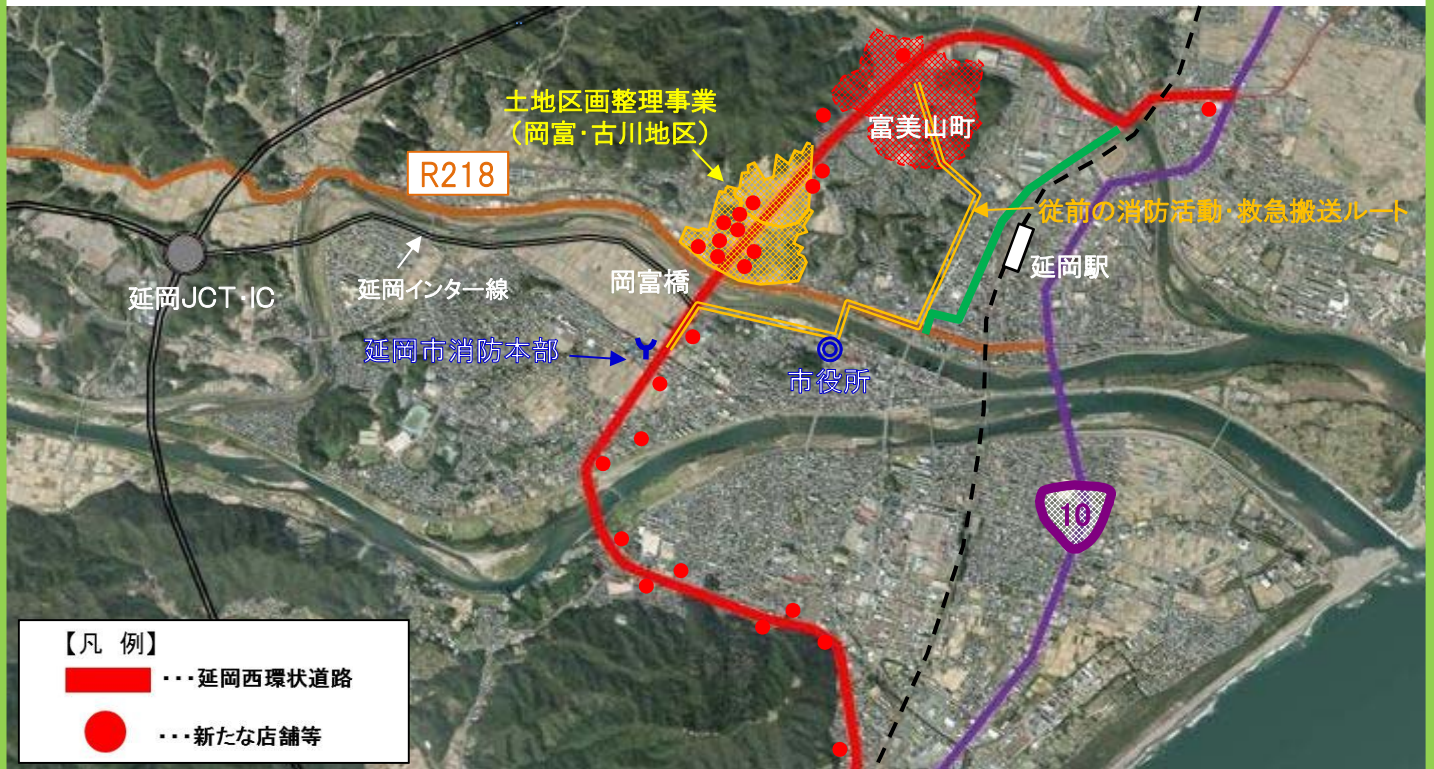 土地区画整理事業
（岡富・古川地区）
富美山町
R218
従前の消防活動・救急搬送ルート
延岡駅
岡富橋
延岡JCT・IC
延岡インター線
延岡市消防本部
市役所
10
【凡 例】
・・・延岡西環状道路
・・・新たな店舗等